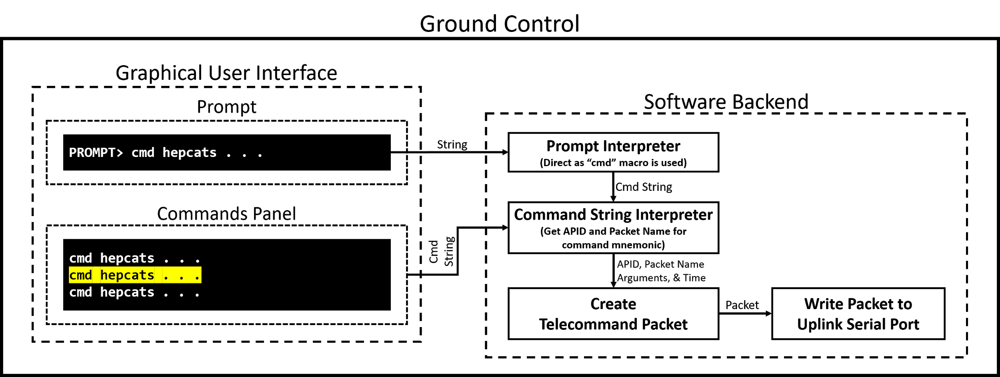 Ground Control
Graphical User Interface
Prompt
PROMPT> cmd hepcats . . .
Commands Panel
cmd hepcats . . .
cmd hepcats . . .
cmd hepcats . . .
String
Cmd
String
Software Backend
Prompt Interpreter
(Direct as “cmd” macro is used)
Cmd String
Command String Interpreter
(Get APID and Packet Name for
command mnemonic)
APID, Packet Name
Arguments, & Time
Create
Telecommand Packet
Packet
Write Packet to
Uplink Serial Port